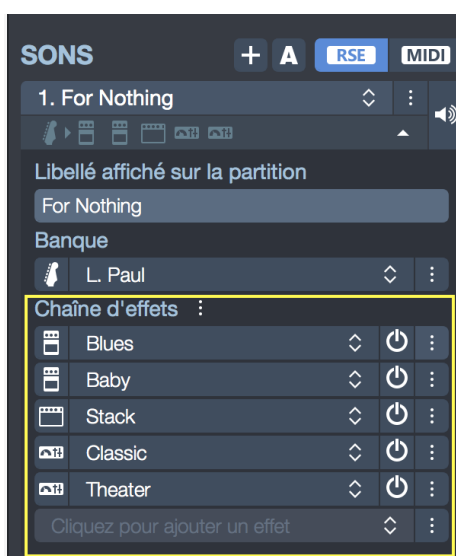 SONS + A RSE MIDI
1. For Nothing
Libellé affiché sur la partition
For Nothing
Banque
L. Paul
Chaîne d'effets
Blues
Baby
Stack
Classic
Theater
Cliquez pour ajouter un effet